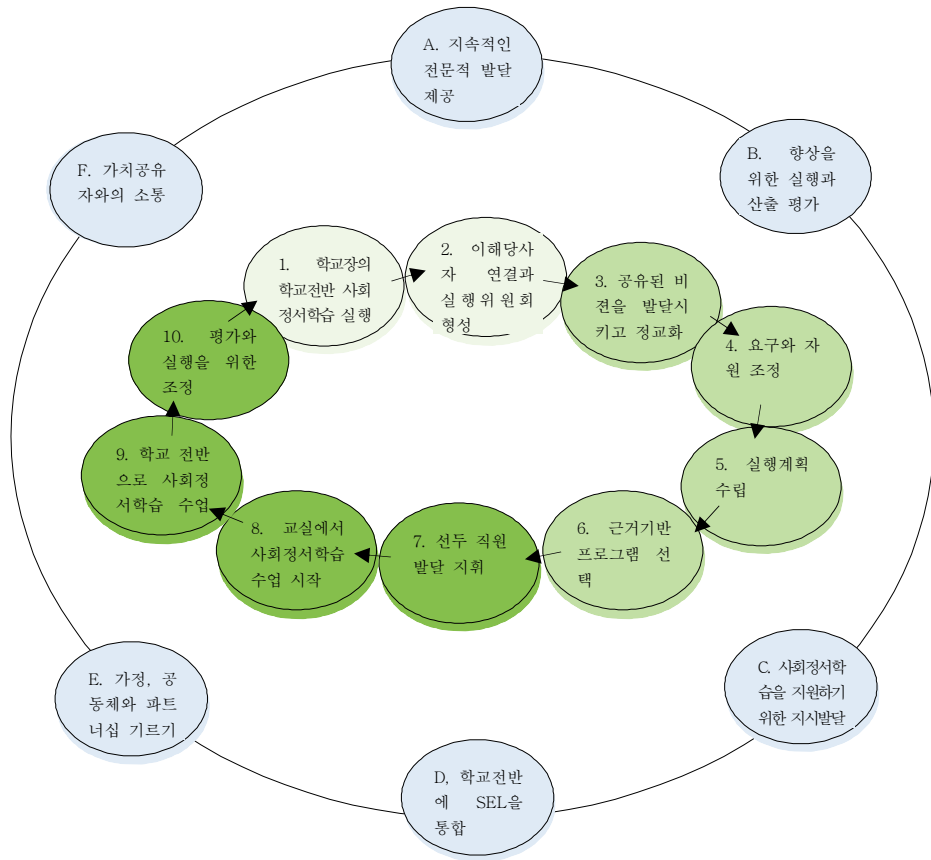 A. 지속적인
전문적 발달
제공
B. 향상을
위한 실행과
산출 평가
F. 가치공유
자와의 소통
1. 학교장의
학교전반 사회
정서학습 실행
2. 이해당사
자 연결과
실행위원회
형성
3. 공유된 비
젼을 발달시
키고 정교화
4. 요구와 자
원 조정
5. 실행계획
수립
6. 근거기반
프로그램 선
택
7. 선두 직원
발달 지휘
8. 교실에서
사회정서학습
수업 시작
9. 학교 전반
으로 사회정
서학습 수업
10. 평가와
실행을 위한
조정
C. 사회정서학
습을 지원하기
위한 지시발달
D, 학교전반
에 SEL을
통합
E. 가정, 공
동체와 파트
너십 기르기